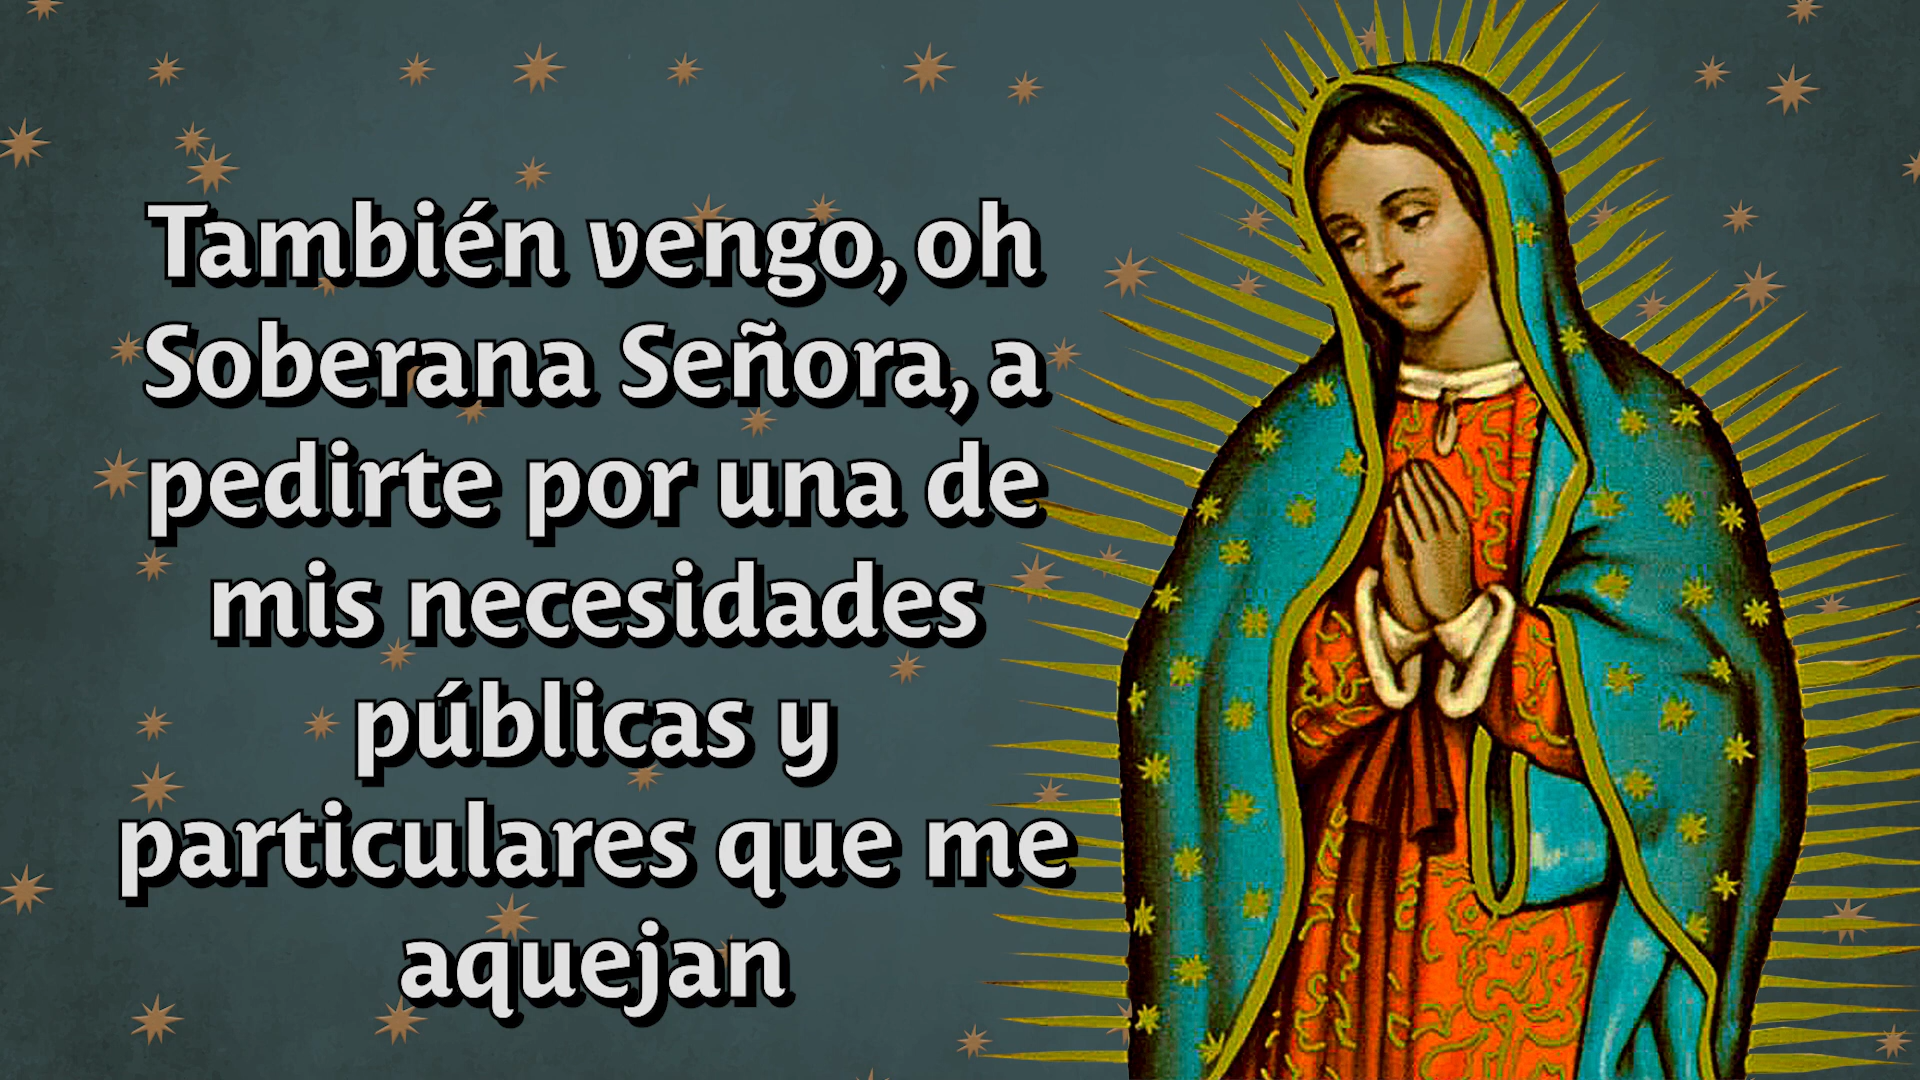 También vengo, oh
Soberana Señora, a
pedirte por una de
mis necesidades
públicas y
particulares que me
aquejan